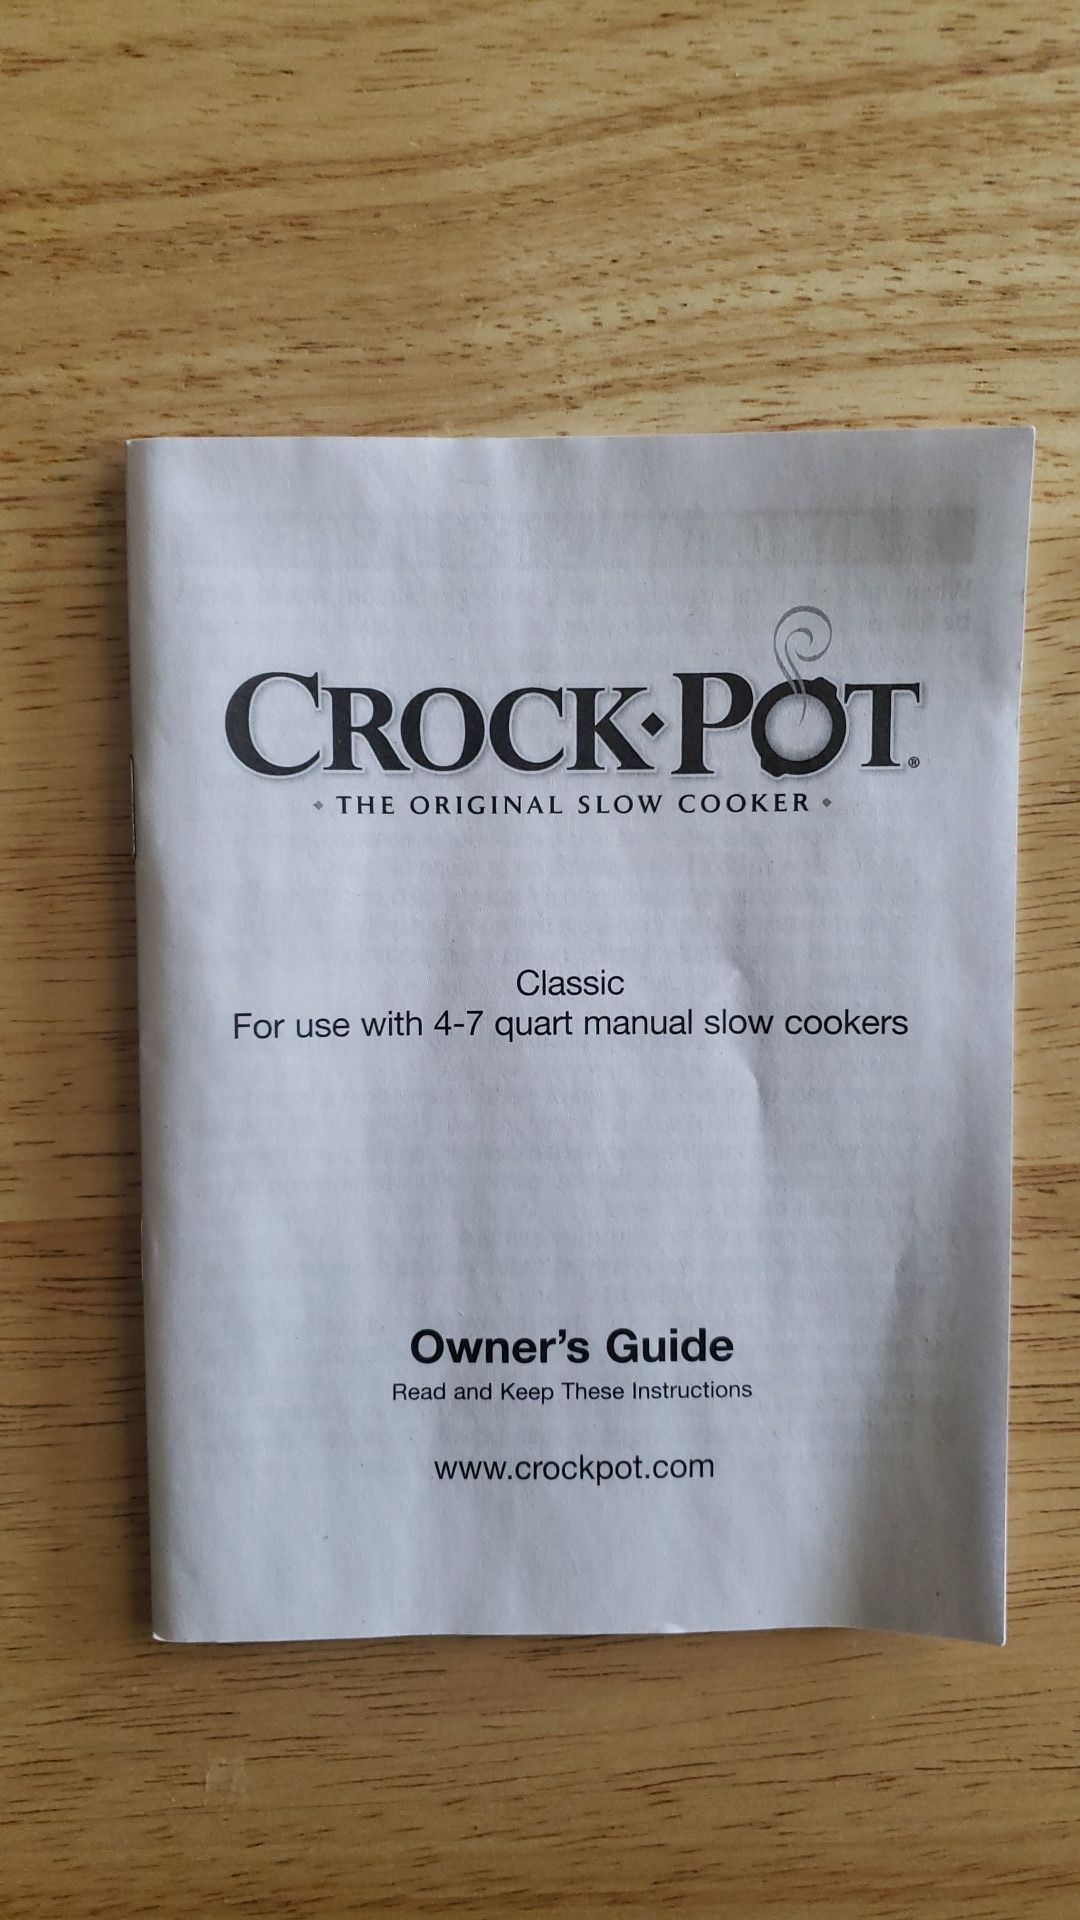 CROCK•POT®
• THE ORIGINAL SLOW COOKER •
Classic
For use with 4-7 quart manual slow cookers
Owner's Guide
Read and Keep These Instructions
www.crockpot.com